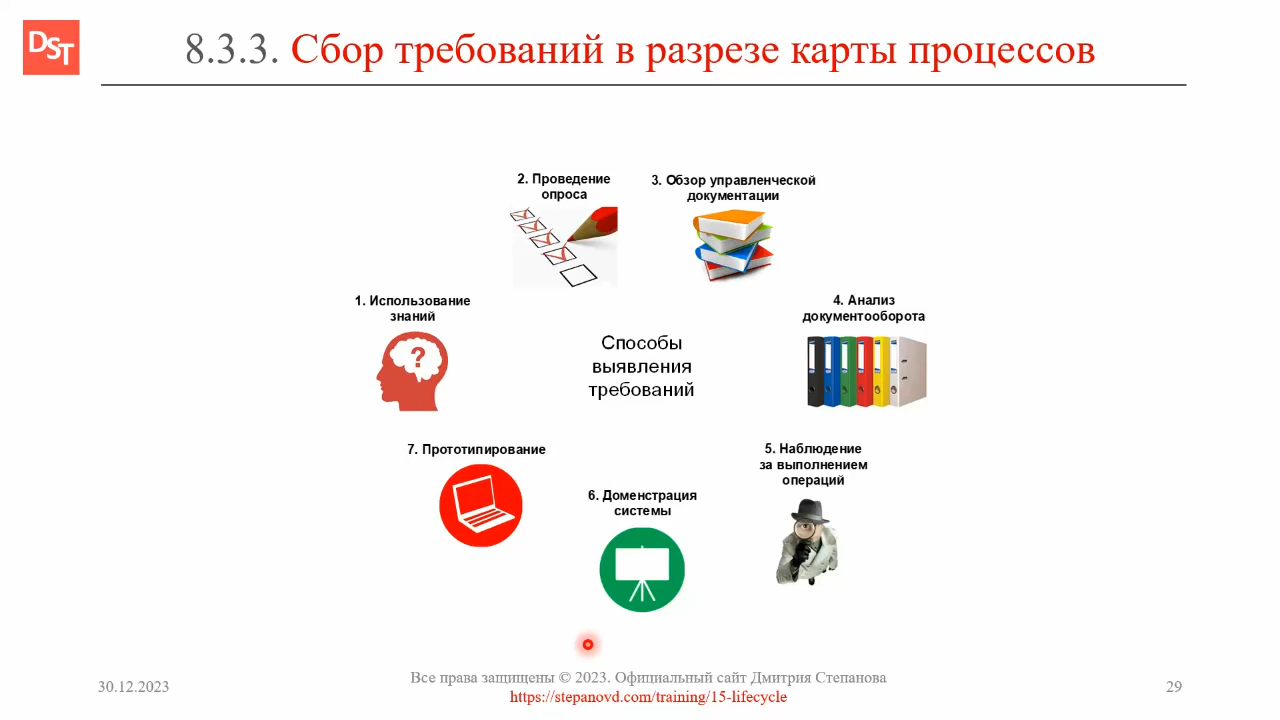 DST
8.3.3. Сбор требований в разрезе карты процессов
2. Проведение
опроса
3. Обзор управленческой
документации
1. Использование
знаний
4. Анализ
документооборота
Способы
выявления
требований
7. Прототипирование
5. Наблюдение
за выполнением
операций
6. Доменстрация
системы
?
30.12.2023
Все права защищены © 2023. Официальный сайт Дмитрия Степанова
https://stepanovd.com/training/15-lifecycle
29